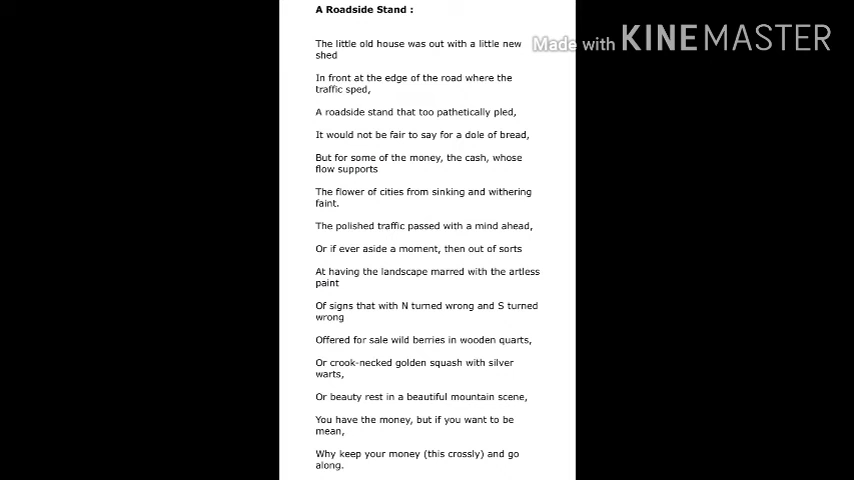 A Roadside Stand :
The little old house was out with a little new
shed
In front at the edge of the road where the
traffic sped,
A roadside stand that too pathetically pled,
It would not be fair to say for a dole of bread,
But for some of the money, the cash, whose
flow supports
The flower of cities from sinking and withering
faint.
The polished traffic passed with a mind ahead,
Or if ever aside a moment, then out of sorts
At having the landscape marred with the artless
paint
Of signs that with N turned wrong and S turned
wrong
Offered for sale wild berries in wooden quarts,
Or crook-necked golden squash with silver
warts,
Or beauty rest in a beautiful mountain scene,
You have the money, but if you want to be
mean,
Why keep your money (this crossly) and go
along.
Made with KINEMASTER